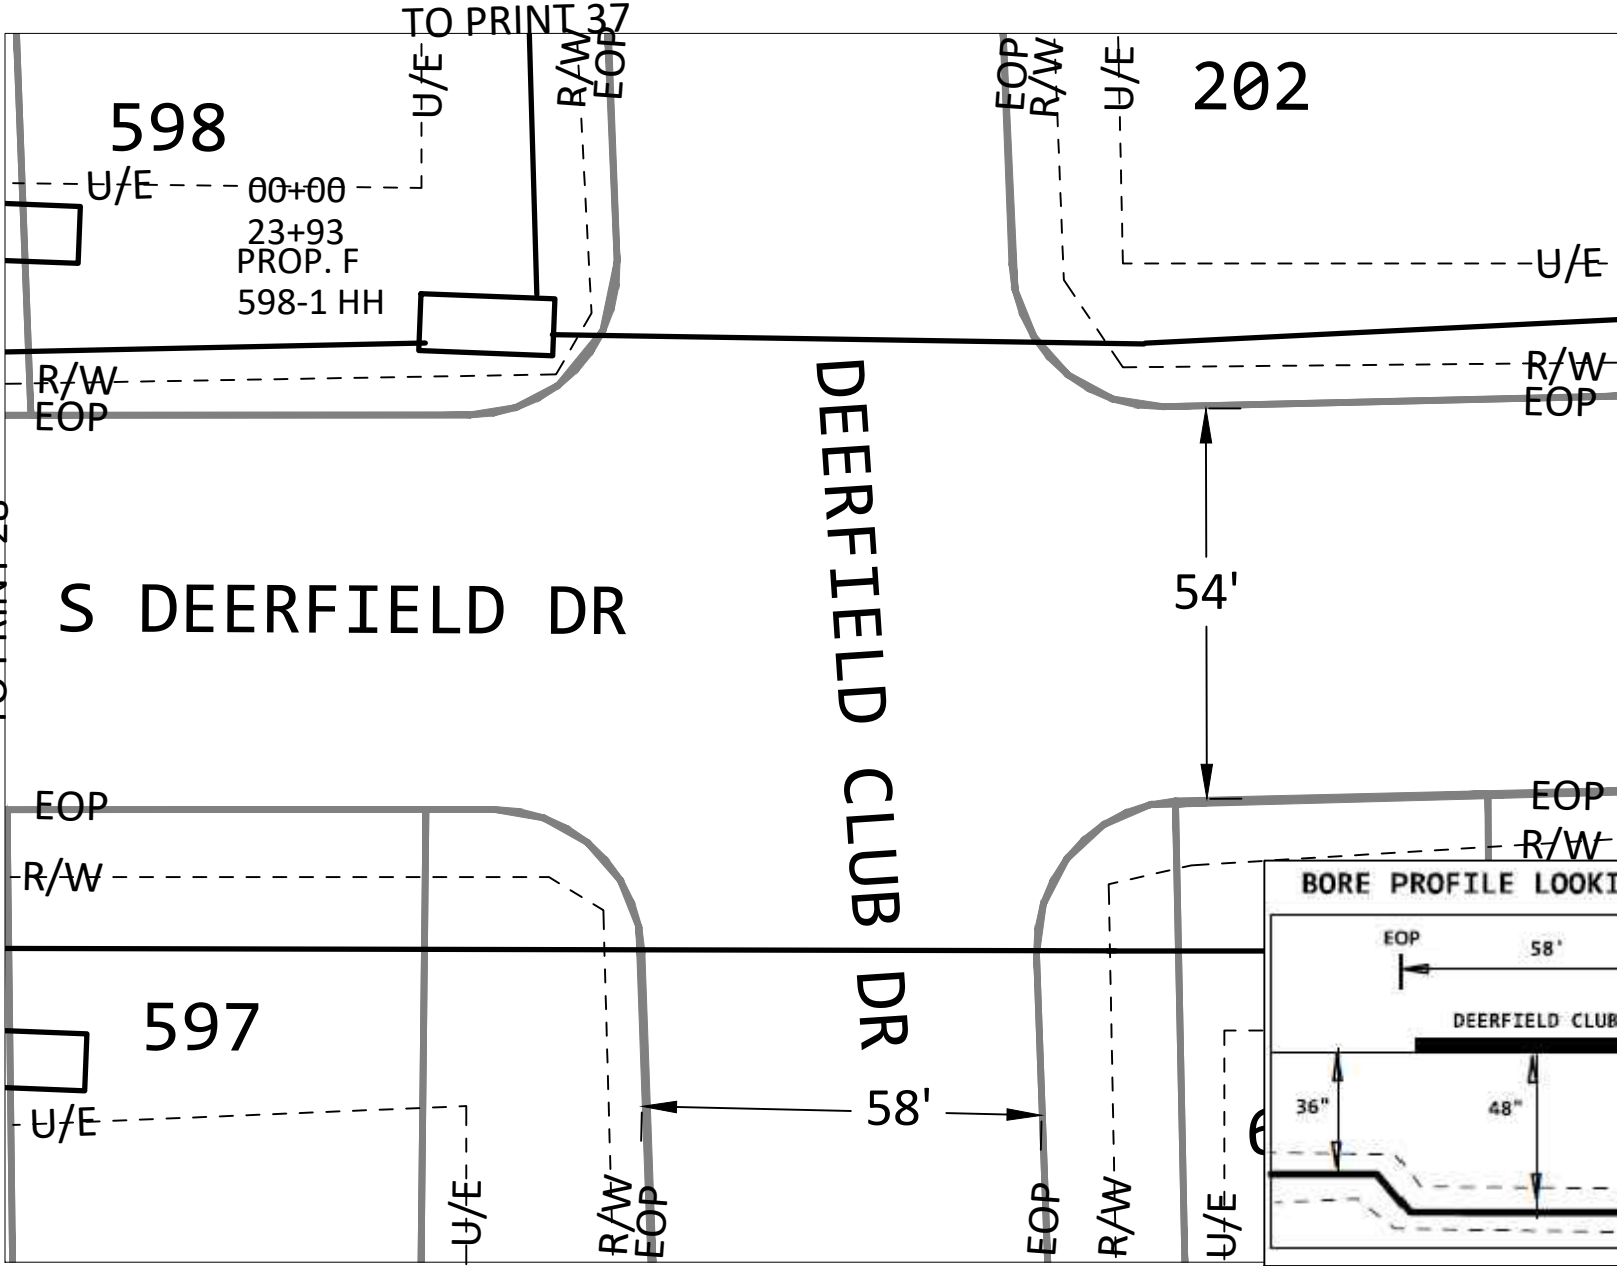 TO PRINT 37
U/E
R/W
EOP
EOP
R/W
U/E
202
598
U/E
00+00
23+93
PROP. F
598-1 HH
U/E
R/W
EOP
R/W
EOP
DEERFIELD CLUB DR
54'
S DEERFIELD DR
EOP
R/W
EOP
R/W
597
U/E
58'
U/E
R/W
EOP
EOP
R/W
U/E
BORE PROFILE
EOP
58'
DEERFIELD CLUB
36"
48"